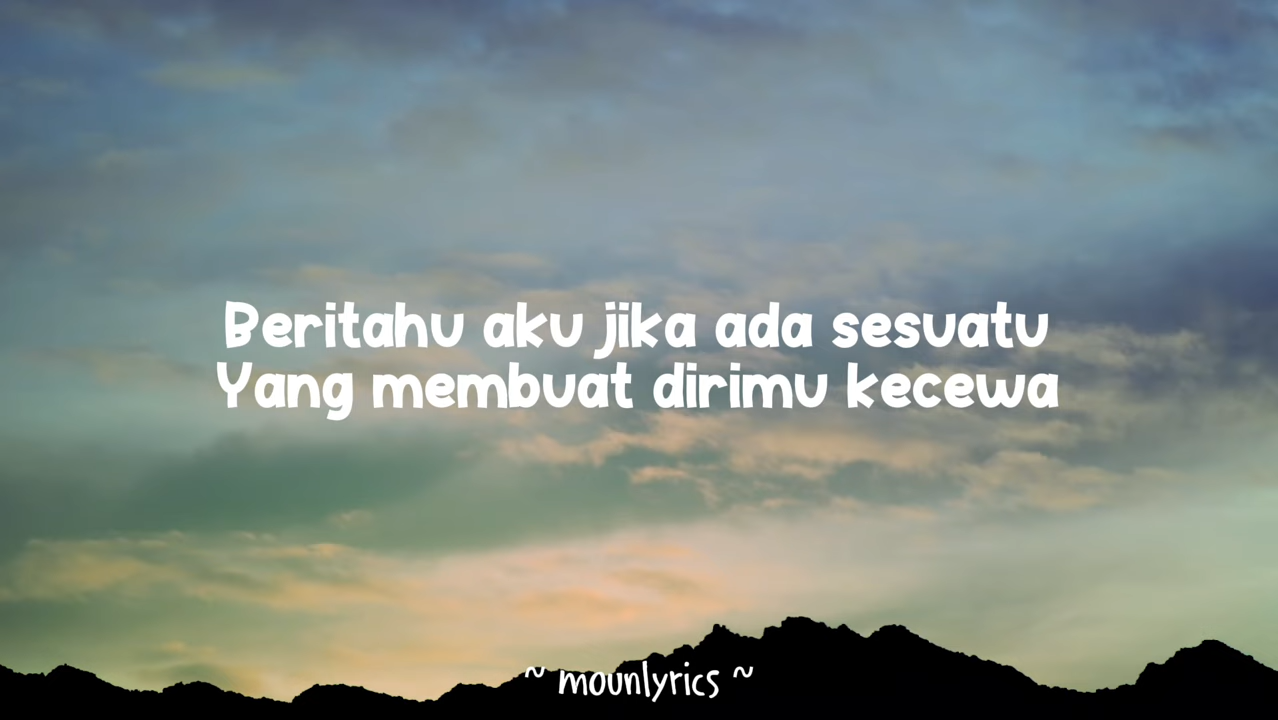 Beritahu aku jika ada sesuatu
Yang membuat dirimu kecewa
~ mounlyrics ~